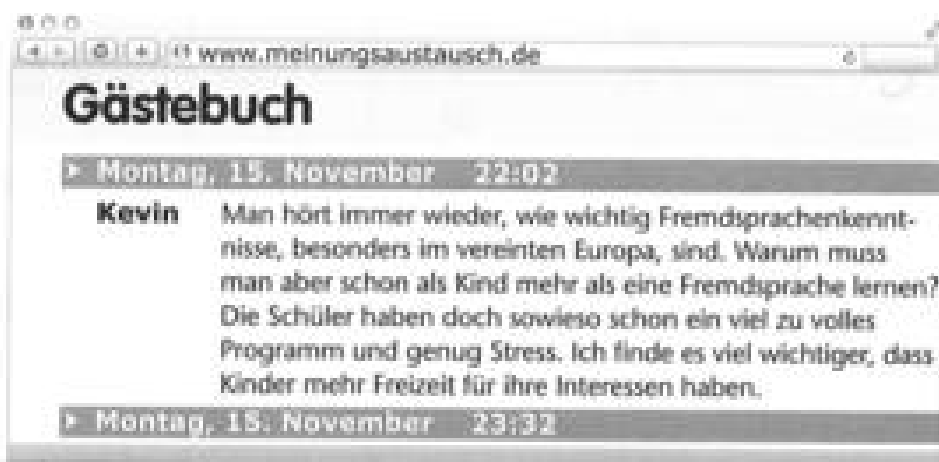 www.meinungsaustausch.de
Gästebuch
Montag, 15. November 22:02
Kevin Man hört immer wieder, wie wichtig Fremdsprachenkennt-
nisse, besonders im vereinten Europa, sind. Warum muss
man aber schon als Kind mehr als eine Fremdsprache lernen?
Die Schüler haben doch sowieso schon ein viel zu volles
Programm und genug Stress. Ich finde es viel wichtiger, dass
Kinder mehr Freizeit für ihre Interessen haben.
Montag, 15. November 23:32